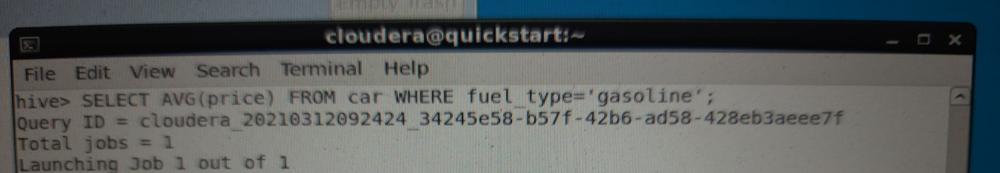 Empty Trash
cloudera@quickstart:~
File Edit View Search Terminal Help
hive> SELECT AVG(price) FROM car WHERE fuel_type='gasoline';
Query ID = cloudera_20210312092424_34245e58-b57f-42b6-ad58-428eb3aeee7f
Total jobs = 1
Launching Job 1 out of 1